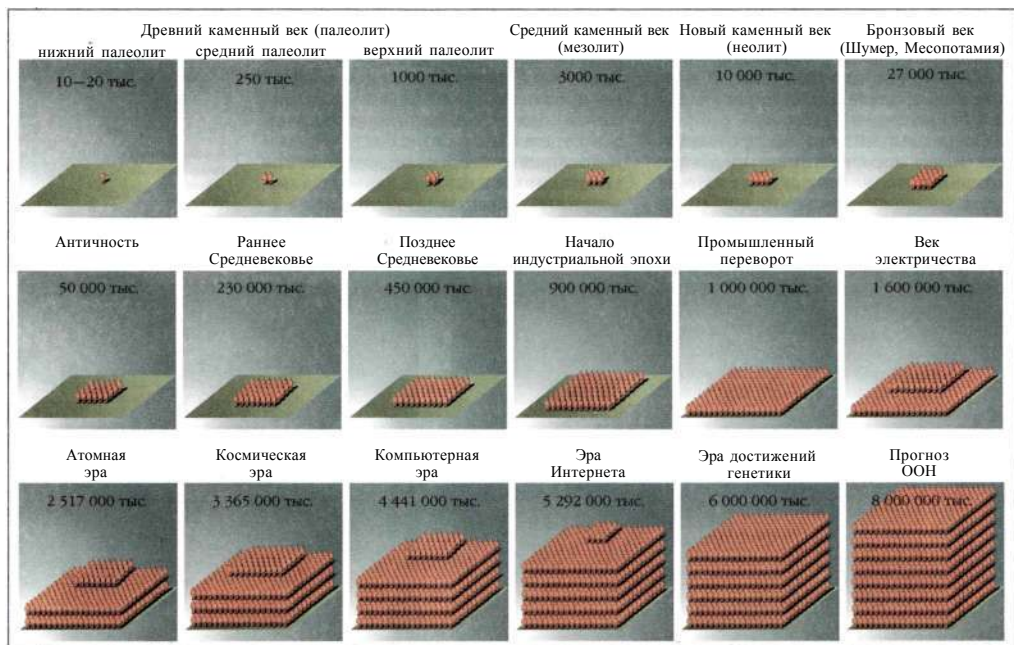 Древний каменный век (палеолит)
нижний палеолит
10—20 тыс.
средний палеолит
250 тыс.
верхний палеолит
1000 тыс.
Средний каменный век
(мезолит)
3000 тыс.
Новый каменный век
(неолит)
10 000 тыс.
Бронзовый век
(Шумер, Месопотамия)
27 000 тыс.
Античность
50 000 тыс.
Раннее
Средневековье
230 000 тыс.
Позднее
Средневековье
450 000 тыс.
Начало
индустриальной эпохи
900 000 тыс.
Промышленный
переворот
1 000 000 тыс.
Век
электричества
1 600 000 тыс.
Атомная
эра
2 517 000 тыс.
Космическая
эра
3 365 000 тыс.
Компьютерная
эра
4 441 000 тыс.
Эра
Интернета
5 292 000 тыс.
Эра достижений
генетики
6 000 000 тыс.
Прогноз
ООН
8 000 000 тыс.